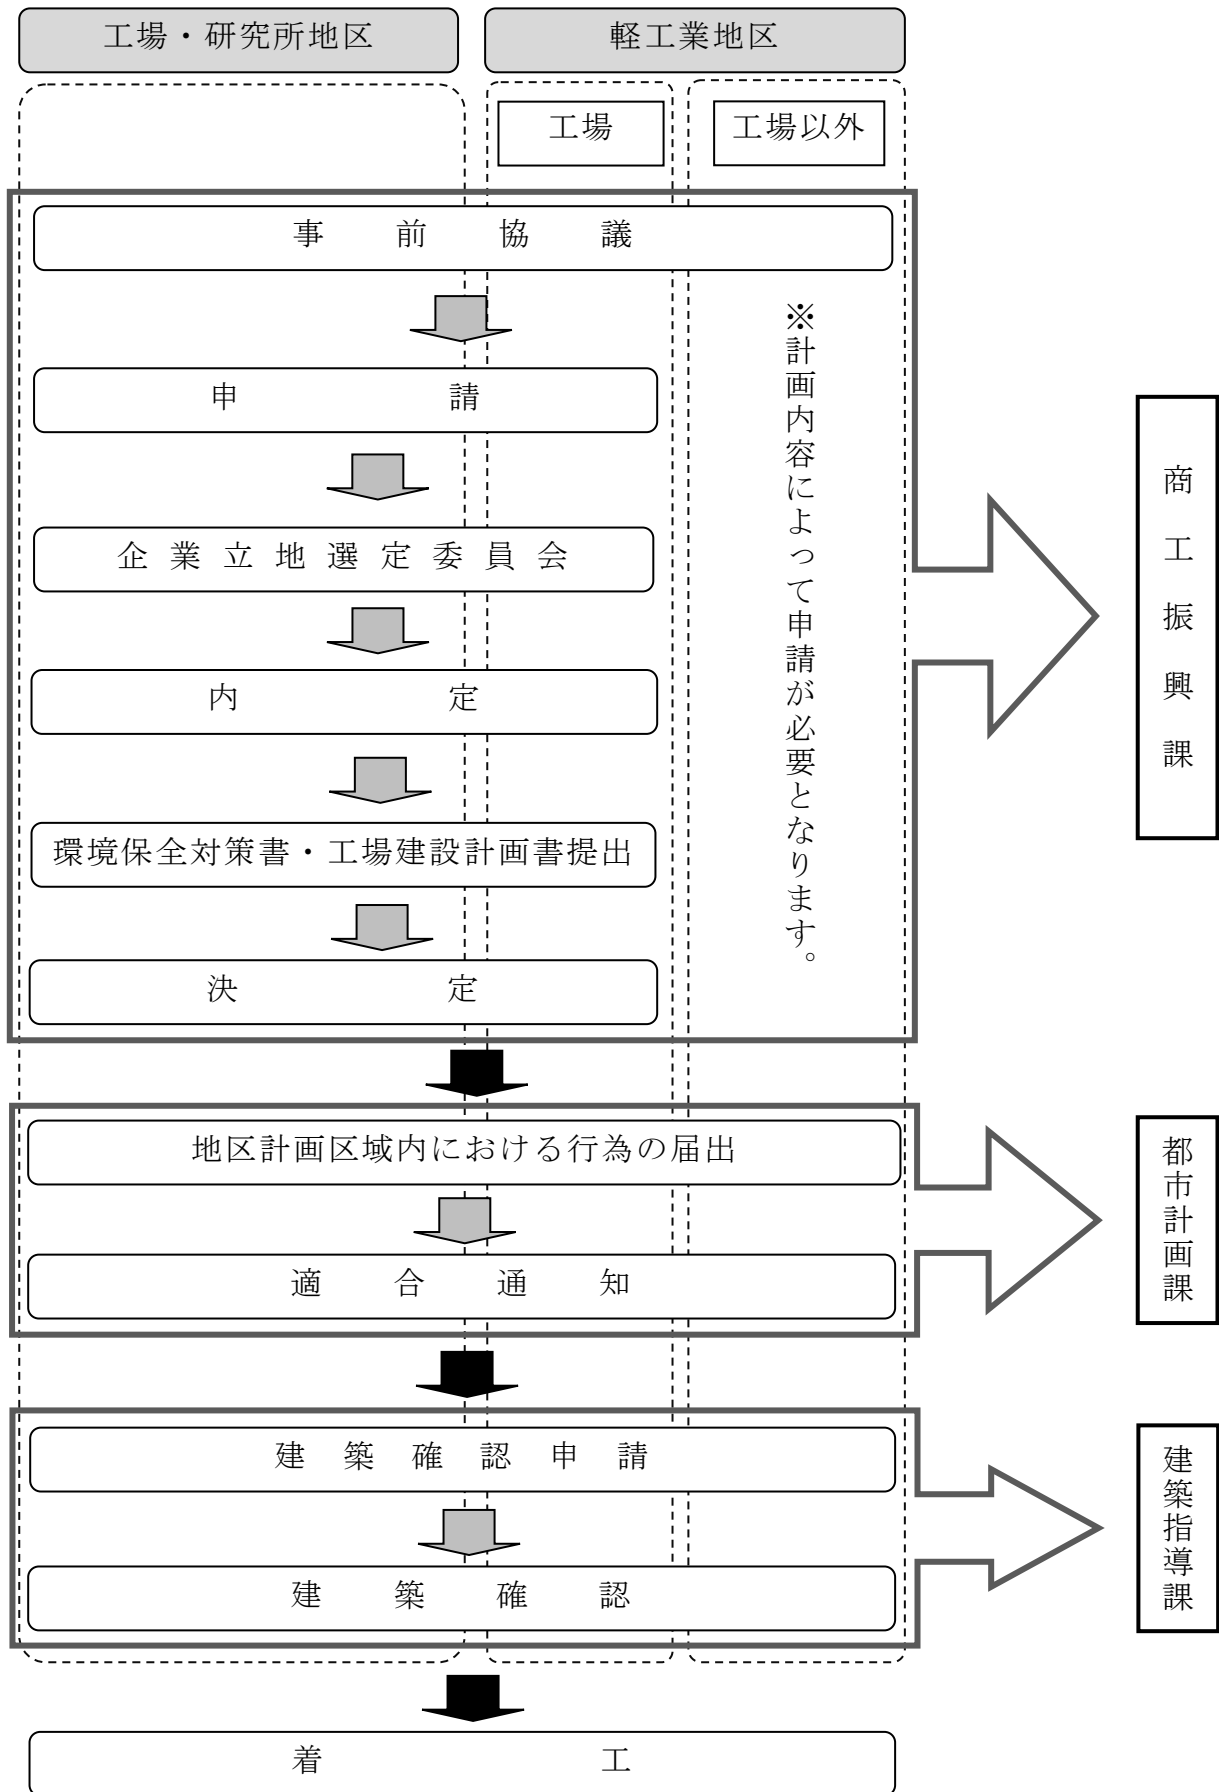 工場・研究所地区
軽工業地区
工場
工場以外
事前協議
※計画内容によって申請が必要となります。
申請
企業立地選定委員会
内定
環境保全対策書・工場建設計画書提出
決定
商工振興課
地区計画区域内における行為の届出
適合通知
都市計画課
建築確認申請
建築確認
建築指導課
着工